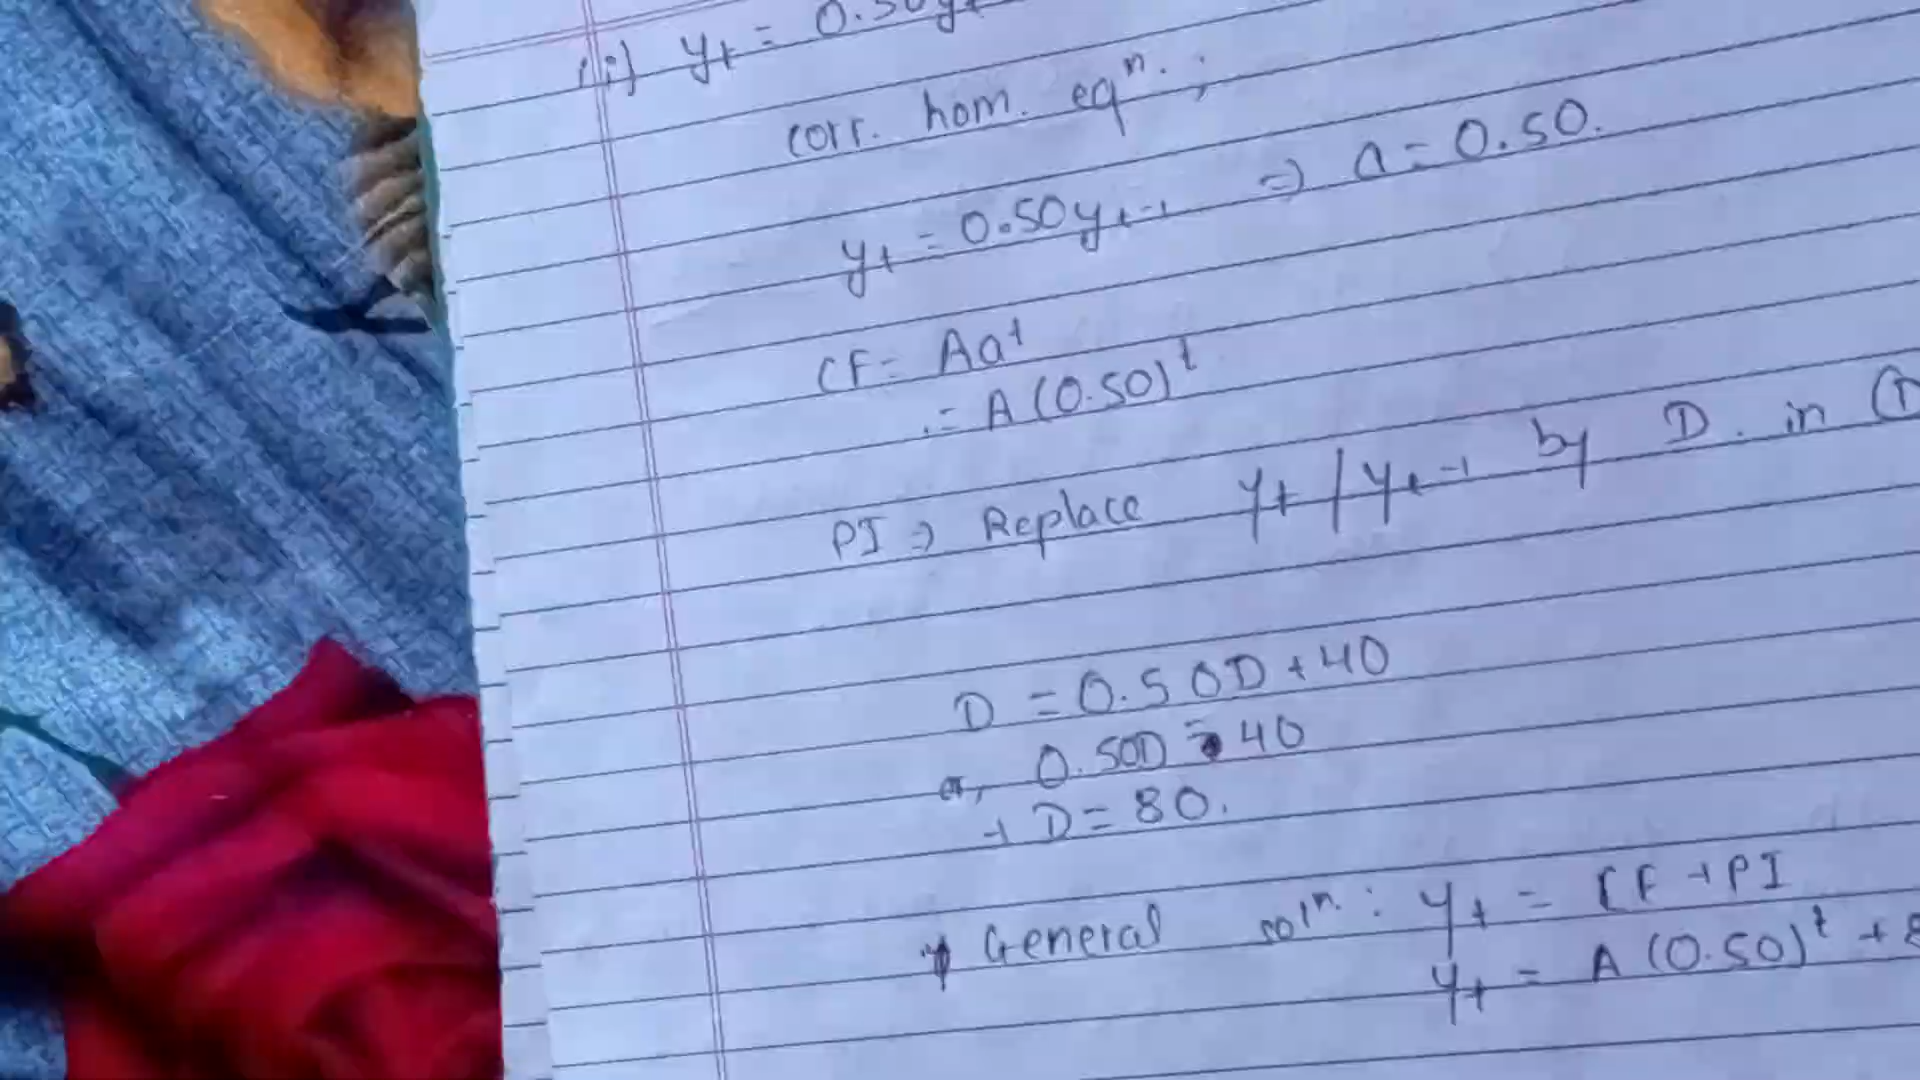 ii) yt = 0.50yt
corr. hom. eqn. ;
yt = 0.50yt-1 => a = 0.50.
CF = Aa^t
= A(0.50)^t
PI => Replace yt / yt-1 by D. in
D = 0.50D + 40
or, 0.50D = 40
D = 80.
General soln. : yt = CF + PI
yt = A(0.50)^t +